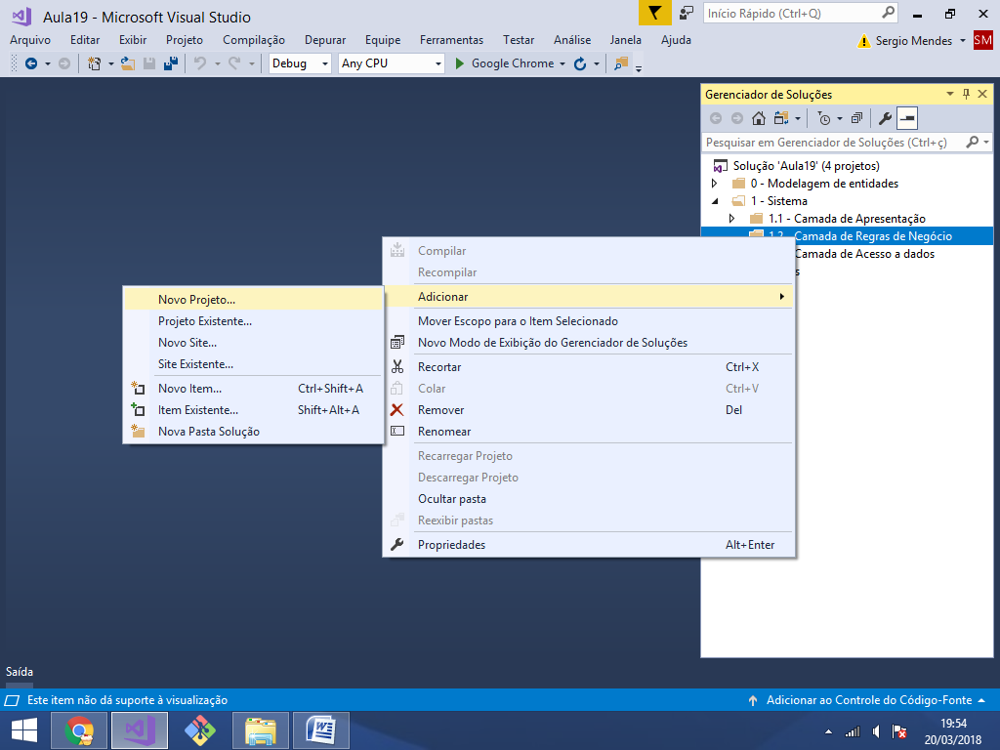 Aula19 - Microsoft Visual Studio
Início Rápido (Ctrl+Q)
Arquivo Editar Exibir Projeto Compilação Depurar Equipe Ferramentas Testar Análise Janela Ajuda
Sergio Mendes SM
Debug Any CPU Google Chrome
Gerenciador de Soluções
Pesquisar em Gerenciador de Soluções (Ctrl+ç)
Solução 'Aula19' (4 projetos)
0 - Modelagem de entidades
1 - Sistema
1.1 - Camada de Apresentação
1.2 - Camada de Regras de Negócio
Camada de Acesso a dados
s
Compilar
Recompilar
Adicionar
Mover Escopo para o Item Selecionado
Novo Modo de Exibição do Gerenciador de Soluções
Recortar Ctrl+X
Colar Ctrl+V
Remover Del
Renomear
Recarregar Projeto
Descarregar Projeto
Ocultar pasta
Reexibir pastas
Propriedades Alt+Enter
Novo Projeto...
Projeto Existente...
Novo Site...
Site Existente...
Novo Item... Ctrl+Shift+A
Item Existente... Shift+Alt+A
Nova Pasta Solução
Saída
Este item não dá suporte à visualização
Adicionar ao Controle do Código-Fonte
19:54
20/03/2018